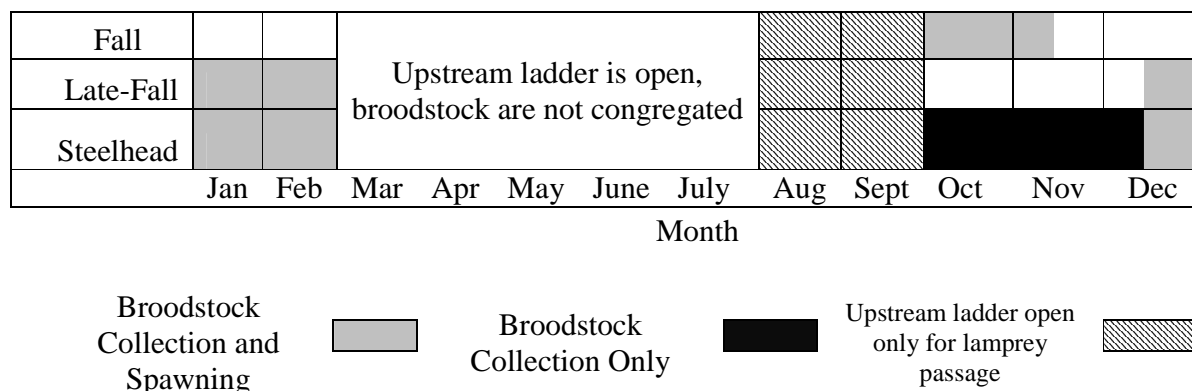 Fall
Upstream ladder is open,
broodstock are not congregated
Late-Fall
Steelhead
Jan Feb Mar Apr May June July Aug Sept Oct Nov Dec
Month
Broodstock
Collection and
Spawning
Broodstock
Collection Only
Upstream ladder open
only for lamprey
passage